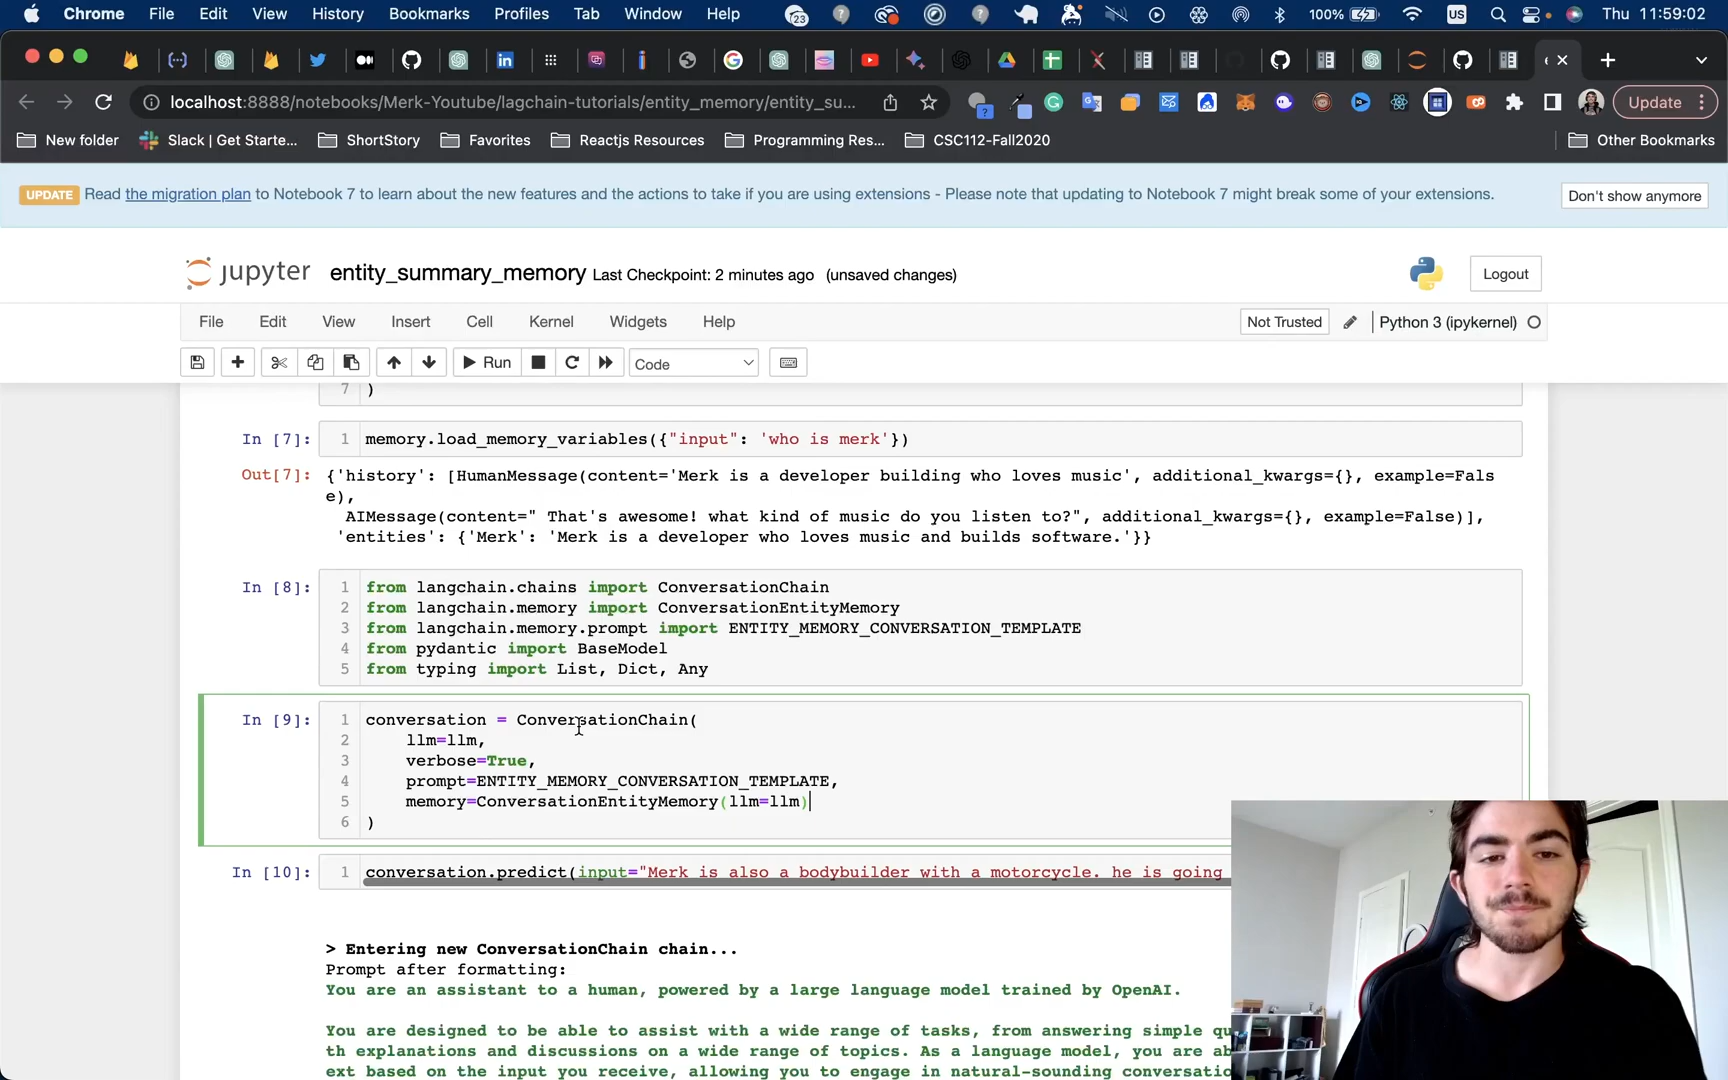 Chrome File Edit View History Bookmarks Profiles Tab Window Help 23 100% US Thu 11:59:02
localhost:8888/notebooks/Merk-Youtube/lagchain-tutorials/entity_memory/entity_su... Update
New folder Slack | Get Starte... ShortStory Favorites Reactjs Resources Programming Res... CSC112-Fall2020 Other Bookmarks
UPDATE Read the migration plan to Notebook 7 to learn about the new features and the actions to take if you are using extensions - Please note that updating to Notebook 7 might break some of your extensions. Don't show anymore
jupyter entity_summary_memory Last Checkpoint: 2 minutes ago (unsaved changes) Logout
File Edit View Insert Cell Kernel Widgets Help Not Trusted Python 3 (ipykernel)
Run Code
7 )
In [7]: 1 memory.load_memory_variables({"input": 'who is merk'})
Out[7]: {'history': [HumanMessage(content='Merk is a developer building who loves music', additional_kwargs={}, example=Fals
e),
AIMessage(content=" That's awesome! what kind of music do you listen to?", additional_kwargs={}, example=False)],
'entities': {'Merk': 'Merk is a developer who loves music and builds software.'}}
In [8]: 1 from langchain.chains import ConversationChain
2 from langchain.memory import ConversationEntityMemory
3 from langchain.memory.prompt import ENTITY_MEMORY_CONVERSATION_TEMPLATE
4 from pydantic import BaseModel
5 from typing import List, Dict, Any
In [9]: 1 conversation = ConversationChain(
2 llm=llm,
3 verbose=True,
4 prompt=ENTITY_MEMORY_CONVERSATION_TEMPLATE,
5 memory=ConversationEntityMemory(llm=llm)
6 )
In [10]: 1 conversation.predict(input="Merk is also a bodybuilder with a motorcycle. he is going
> Entering new ConversationChain chain...
Prompt after formatting:
You are an assistant to a human, powered by a large language model trained by OpenAI.
You are designed to be able to assist with a wide range of tasks, from answering simple qu
th explanations and discussions on a wide range of topics. As a language model, you are ab
ext based on the input you receive, allowing you to engage in natural-sounding conversatio